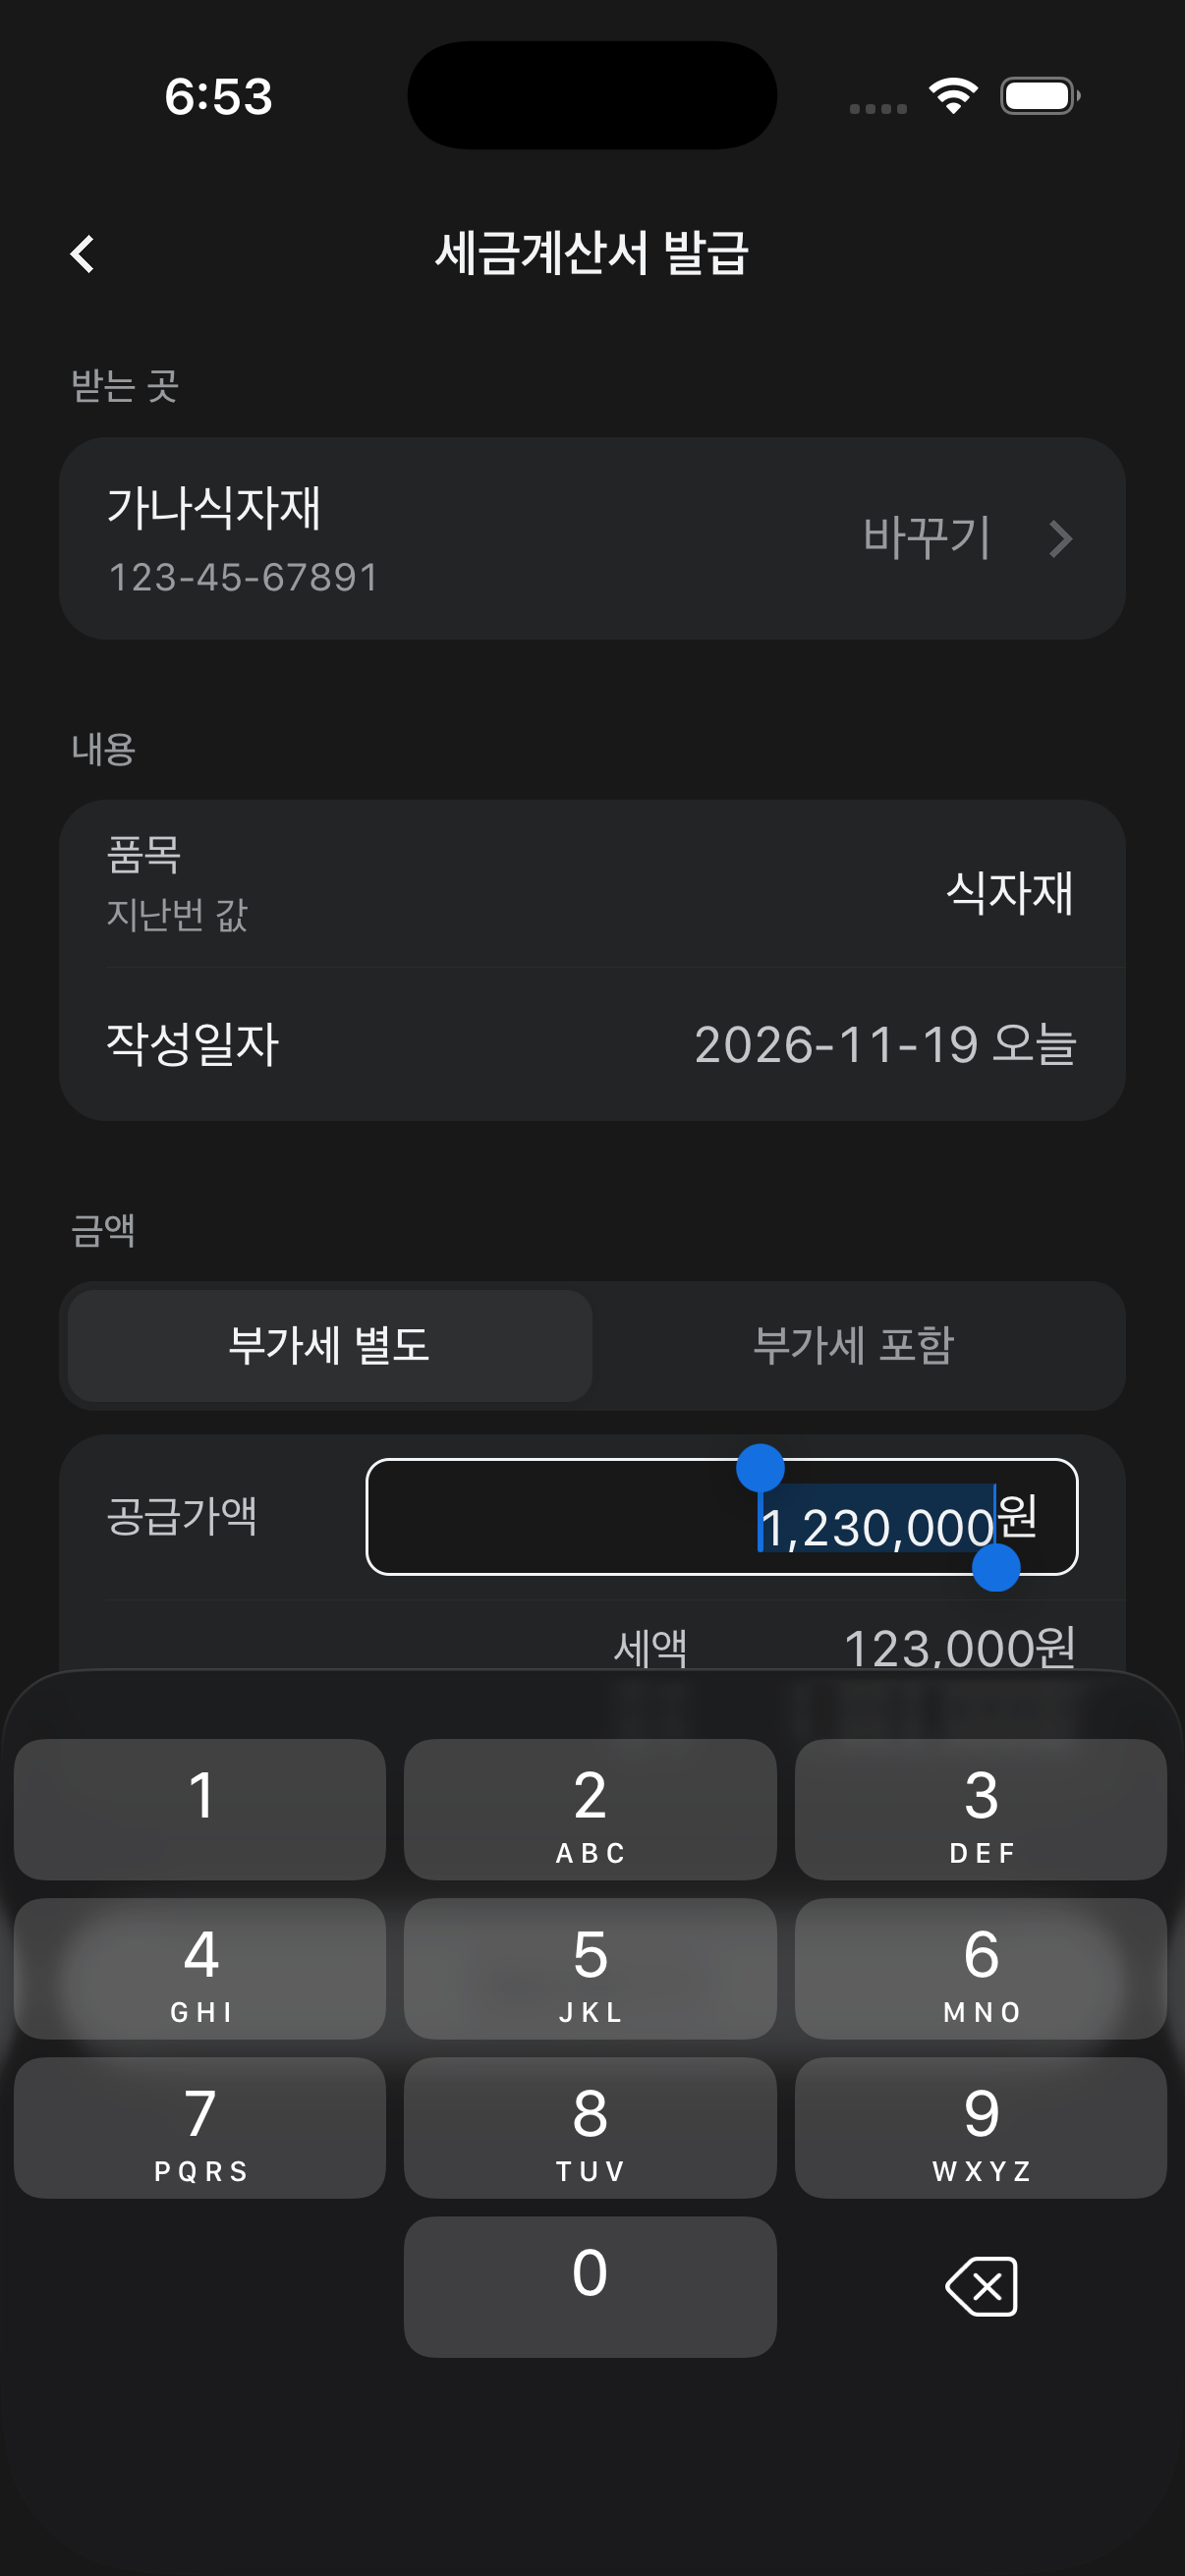 6:53
세금계산서 발급
받는 곳
가나식자재
123-45-67891
바꾸기
내용
품목
지난번 값
식자재
작성일자
2026-11-19 오늘
금액
부가세 별도
부가세 포함
공급가액
1,230,000원
세액
123,000원
1
2
ABC
3
DEF
4
GHI
5
JKL
6
MNO
7
PQRS
8
TUV
9
WXYZ
0